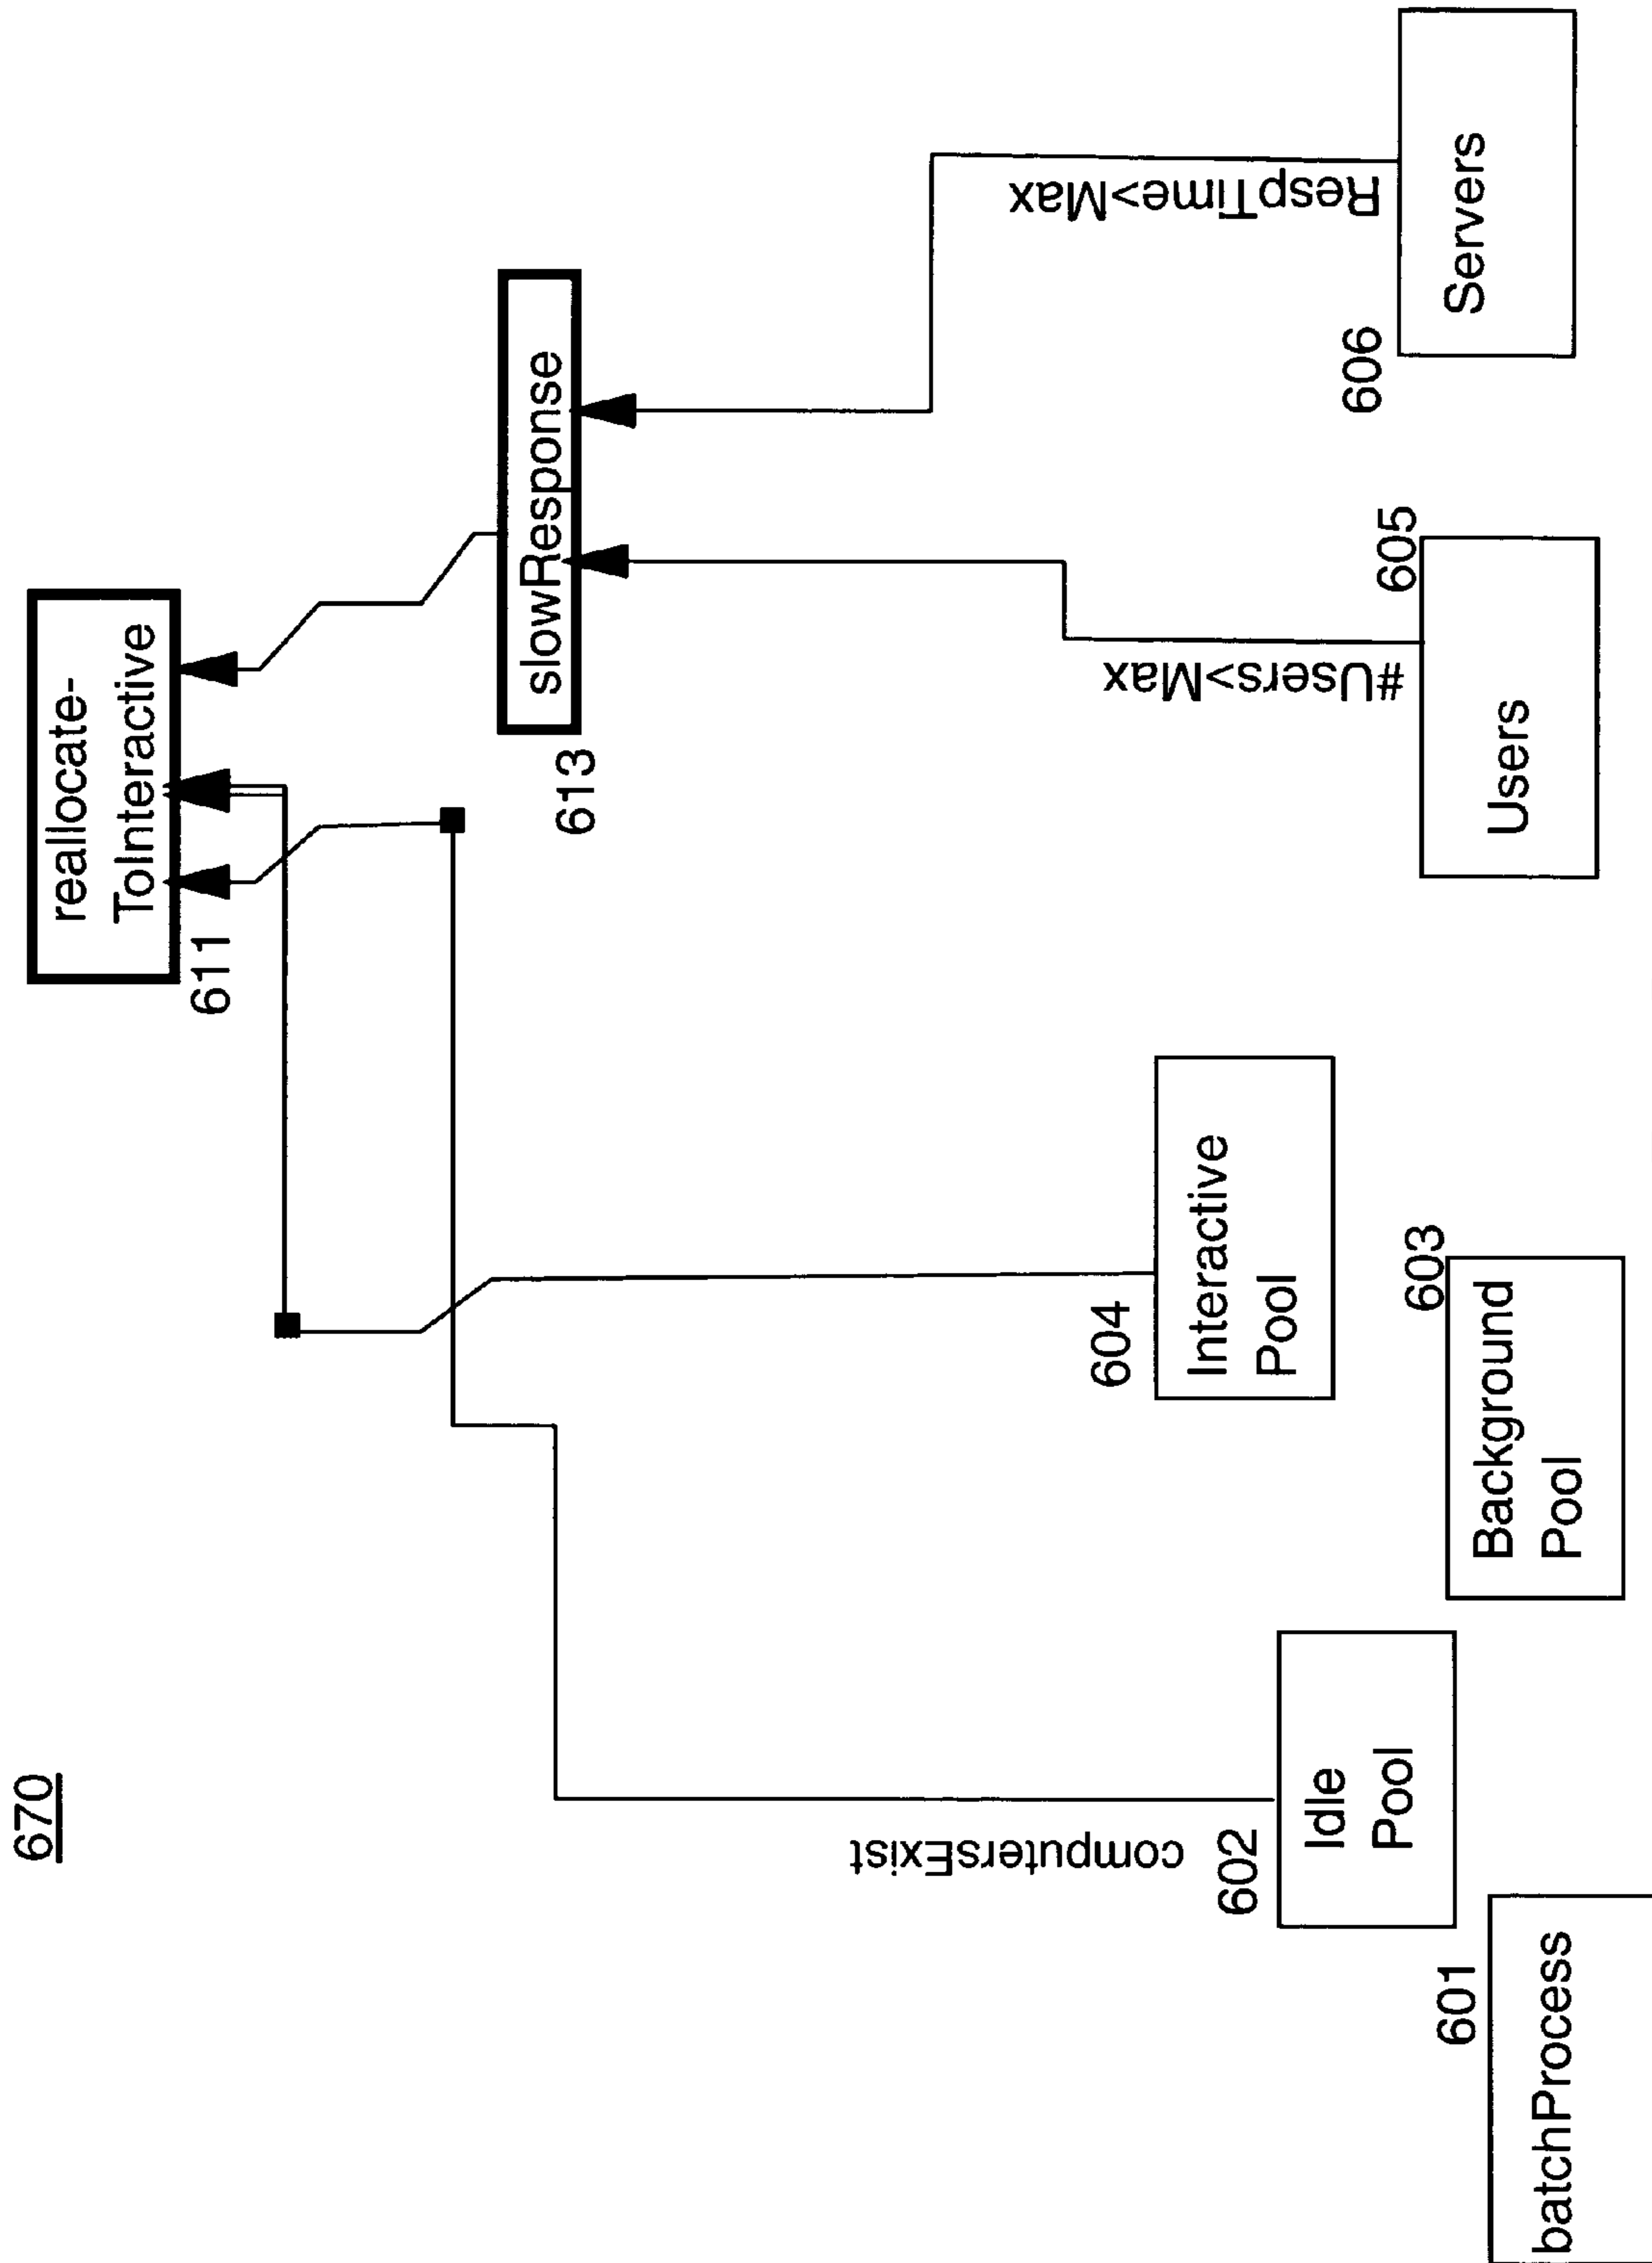 670
reallocate-
ToInteractive
611
slowResponse
613
RespTime>Max
#Users>Max
computersExist
604
Interactive
Pool
602
Idle
Pool
603
Background
Pool
605
Users
606
Servers
601
batchProcess